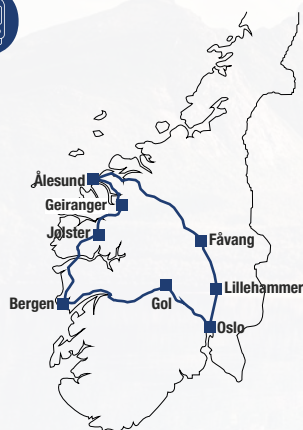 Ålesund
Geiranger
Jølster
Fåvang
Lillehammer
Bergen
Gol
Oslo